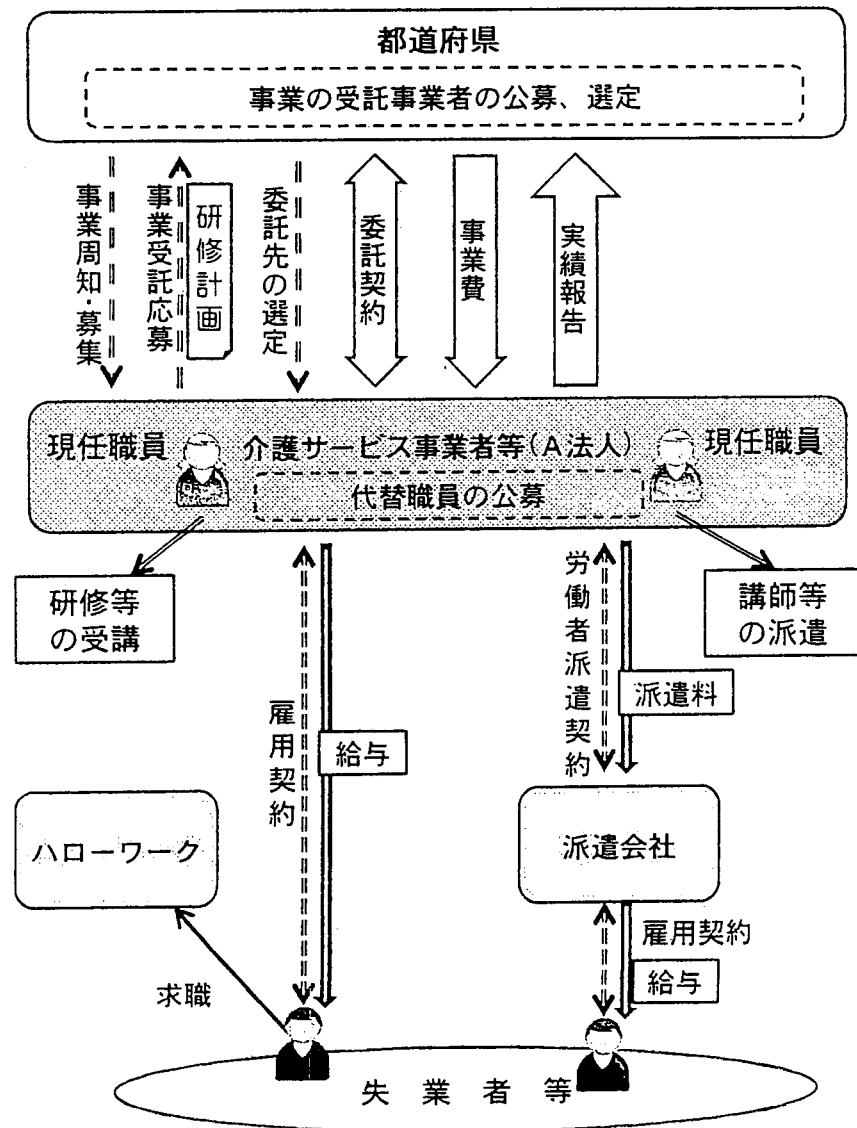 都道府県
事業の受託事業者の公募、選定
事業周知・募集
事業受託応募
研修計画
委託先の選定
委託契約
事業費
実績報告
現任職員
介護サービス事業者等(A法人)
現任職員
代替職員の公募
研修等
の受講
講師等
の派遣
雇用契約
給与
労働者派遣契約
派遣料
ハローワーク
派遣会社
求職
雇用契約
給与
失業者等